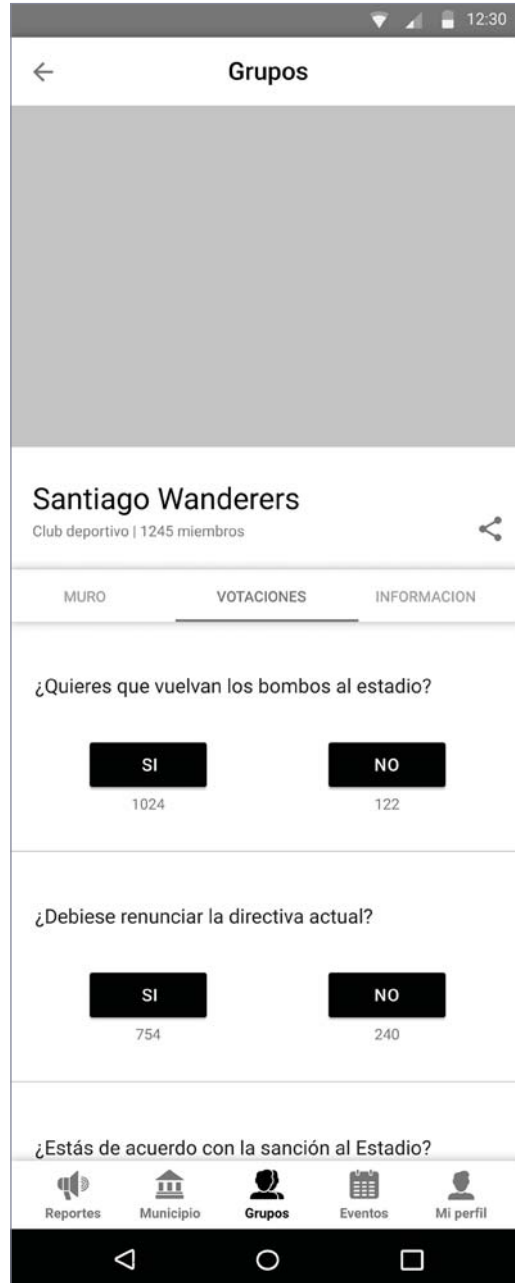 12:30
Grupos
Santiago Wanderers
Club deportivo | 1245 miembros
MURO VOTACIONES INFORMACION
¿Quieres que vuelvan los bombos al estadio?
SI NO
1024 122
¿Debiese renunciar la directiva actual?
SI NO
754 240
¿Estás de acuerdo con la sanción al Estadio?
Reportes Municipio Grupos Eventos Mi perfil